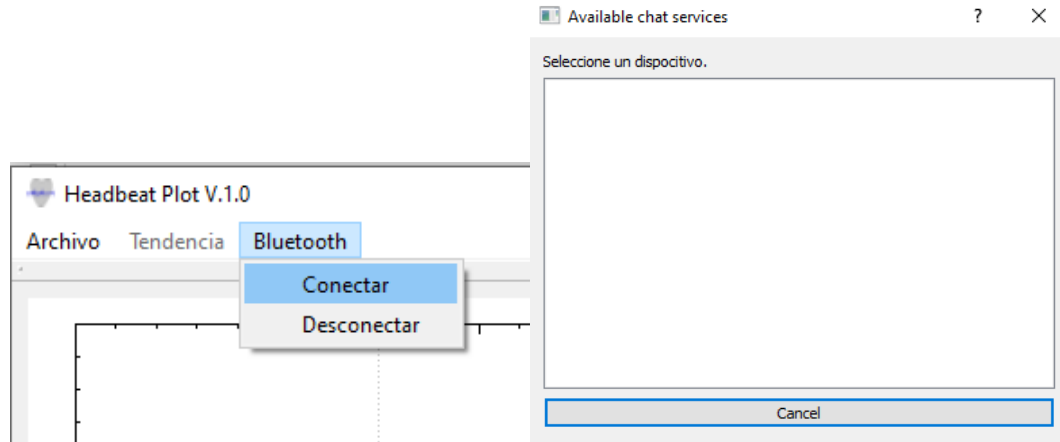 Headbeat Plot V.1.0
Archivo Tendencia Bluetooth
Conectar
Desconectar
Available chat services
Seleccione un dispocitivo.
Cancel